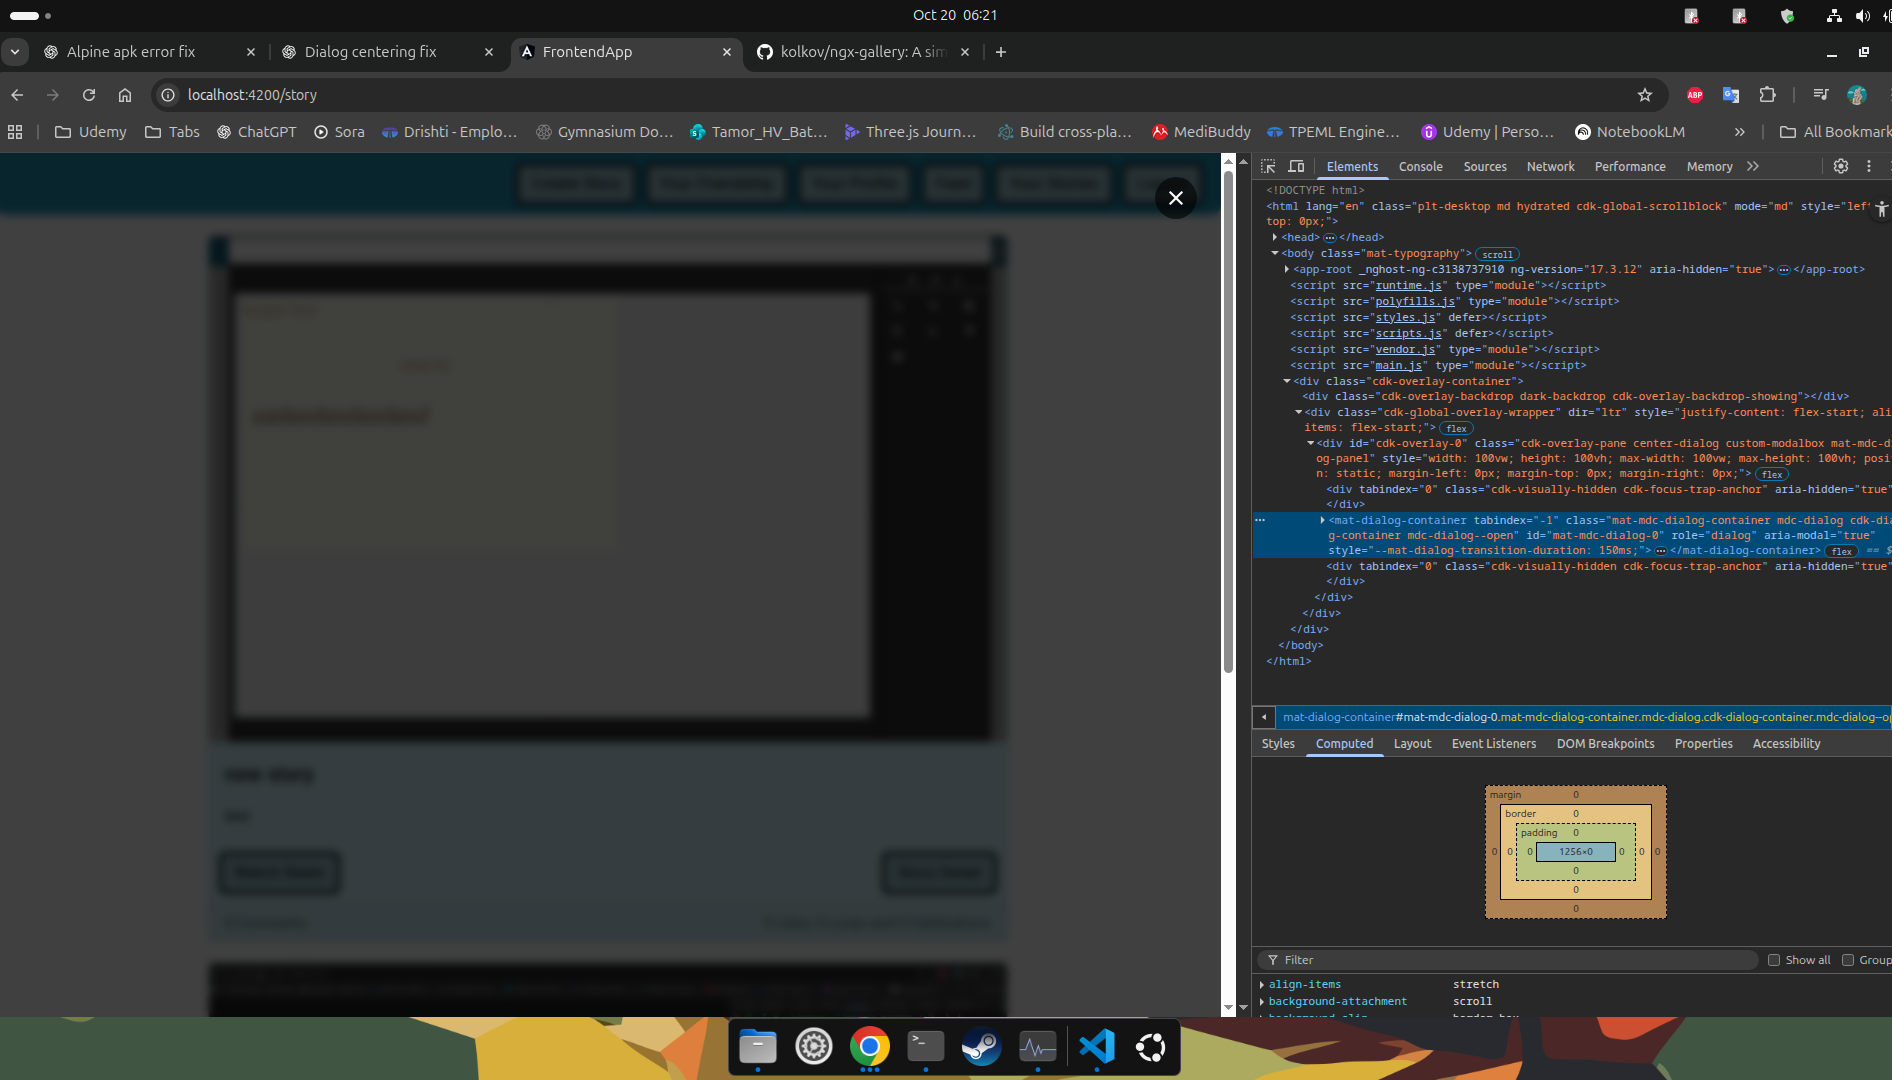 Oct 20 06:21
Alpine apk error fix
Dialog centering fix
FrontendApp
kolkov/ngx-gallery: A sim
localhost:4200/story
ABP
Udemy
Tabs
ChatGPT
Sora
Drishti - Emplo...
Gymnasium Do...
Tamor_HV_Bat...
Three.js Journ...
Build cross-pla...
MediBuddy
TPEML Engine...
Udemy | Perso...
NotebookLM
»
All Bookmark
Elements
Console
Sources
Network
Performance
Memory
<!DOCTYPE html>
<html lang="en" class="plt-desktop md hydrated cdk-global-scrollblock" mode="md" style="left
top: 0px;">
<head>
</head>
<body class="mat-typography"> scroll
<app-root _nghost-ng-c3138737910 ng-version="17.3.12" aria-hidden="true"> </app-root>
<script src="runtime.js" type="module"></script>
<script src="polyfills.js" type="module"></script>
<script src="styles.js" defer></script>
<script src="scripts.js" defer></script>
<script src="vendor.js" type="module"></script>
<script src="main.js" type="module"></script>
<div class="cdk-overlay-container">
<div class="cdk-overlay-backdrop dark-backdrop cdk-overlay-backdrop-showing"></div>
<div class="cdk-global-overlay-wrapper" dir="ltr" style="justify-content: flex-start; ali
items: flex-start;"> flex
<div id="cdk-overlay-0" class="cdk-overlay-pane center-dialog custom-modalbox mat-mdc-di
og-panel" style="width: 100vw; height: 100vh; max-width: 100vw; max-height: 100vh; posi
n: static; margin-left: 0px; margin-top: 0px; margin-right: 0px;"> flex
<div tabindex="0" class="cdk-visually-hidden cdk-focus-trap-anchor" aria-hidden="true"
</div>
<mat-dialog-container tabindex="-1" class="mat-mdc-dialog-container mdc-dialog cdk-dia
g-container mdc-dialog--open" id="mat-mdc-dialog-0" role="dialog" aria-modal="true"
style="--mat-dialog-transition-duration: 150ms;"> </mat-dialog-container> flex == $
<div tabindex="0" class="cdk-visually-hidden cdk-focus-trap-anchor" aria-hidden="true"
</div>
</div>
</div>
</div>
</body>
</html>
mat-dialog-container#mat-mdc-dialog-0.mat-mdc-dialog-container.mdc-dialog.cdk-dialog-container.mdc-dialog--op
Styles
Computed
Layout
Event Listeners
DOM Breakpoints
Properties
Accessibility
margin 0
border 0
padding 0
0 0 0 1256×0 0 0 0
0
0
0
Filter
Show all
Group
align-items stretch
background-attachment scroll
new story